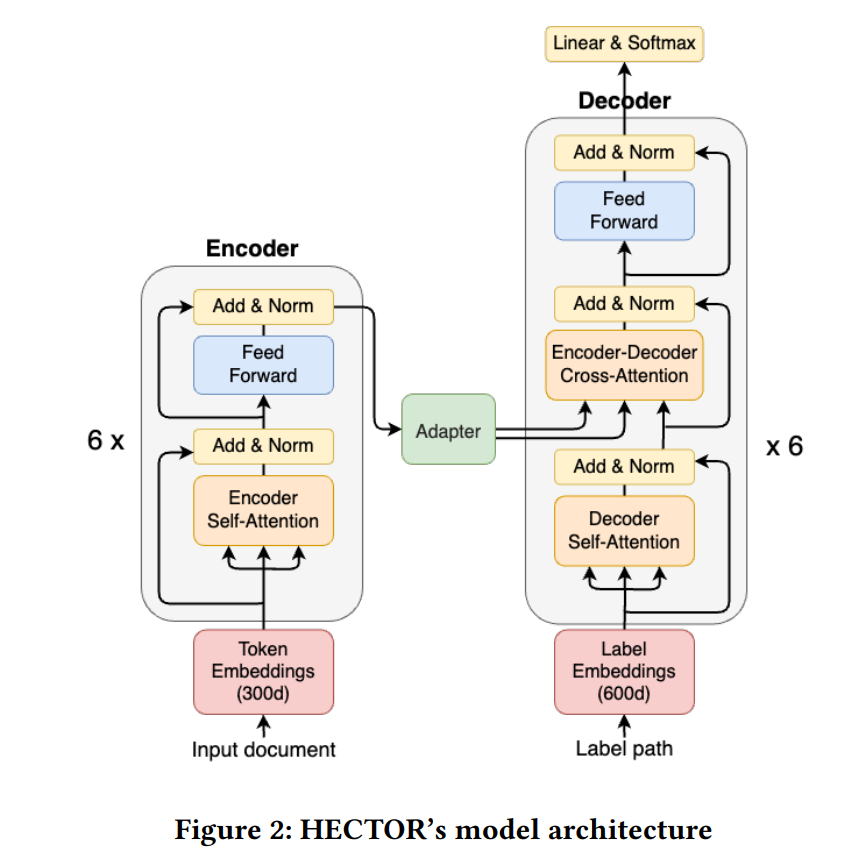 Linear & Softmax
Decoder
Add & Norm
Feed
Forward
Add & Norm
Encoder-Decoder
Cross-Attention
Add & Norm
Decoder
Self-Attention
x 6
Label
Embeddings
(600d)
Label path
Encoder
Add & Norm
Feed
Forward
Add & Norm
Encoder
Self-Attention
6 x
Token
Embeddings
(300d)
Input document
Adapter
Figure 2: HECTOR's model architecture